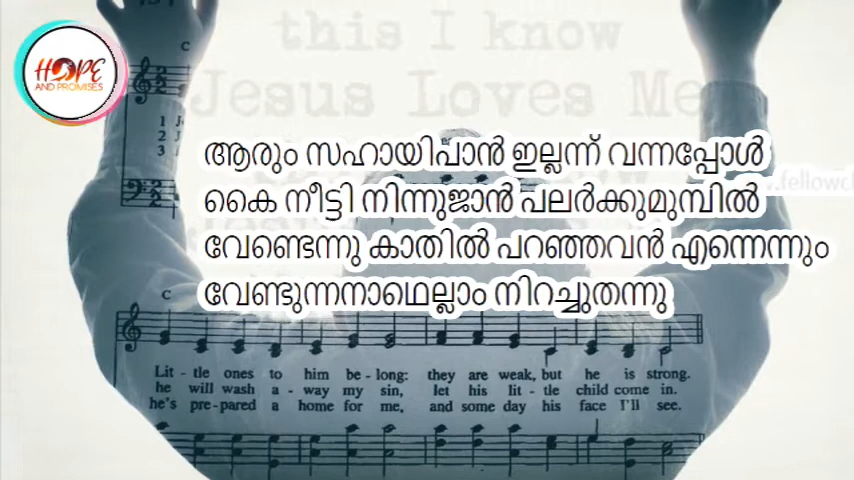 HOPE
AND PROMISES
this I know
Jesus Loves Me
C
1 J
2 J
3
ആരും സഹായിപാൻ ഇല്ലന്ന് വന്നപ്പോൾ
കൈ നീട്ടി നിന്നുജാൻ പലർക്കുമുമ്പിൽ
വേണ്ടെന്നു കാതിൽ പറഞ്ഞവൻ എന്നെന്നും
വേണ്ടുന്നനാഥെല്ലാം നിറച്ചുതന്നു
C
Lit - tle ones to him be - long: they are weak, but he is strong.
he will wash a - way my sin, let his lit - tle child come in.
he's pre-pared a home for me, and some day his face I'll see.